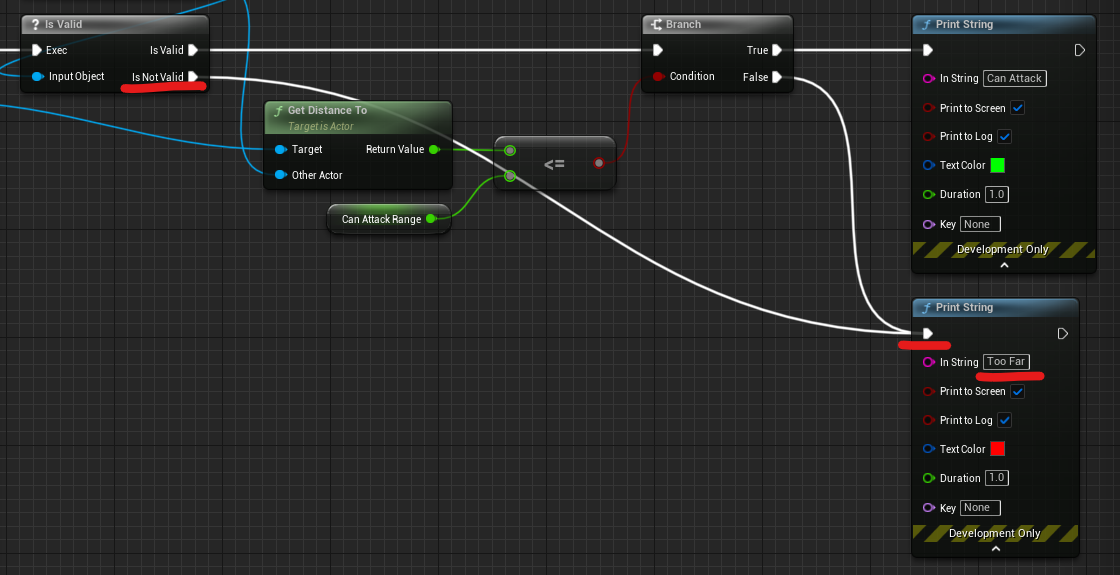 ? Is Valid
Exec
Is Valid
Input Object
Is Not Valid
f Get Distance To
Target is Actor
Target
Return Value
Other Actor
Can Attack Range
<=
Branch
True
Condition
False
f Print String
In String Can Attack
Print to Screen
Print to Log
Text Color
Duration 1.0
Key None
Development Only
f Print String
In String Too Far
Print to Screen
Print to Log
Text Color
Duration 1.0
Key None
Development Only